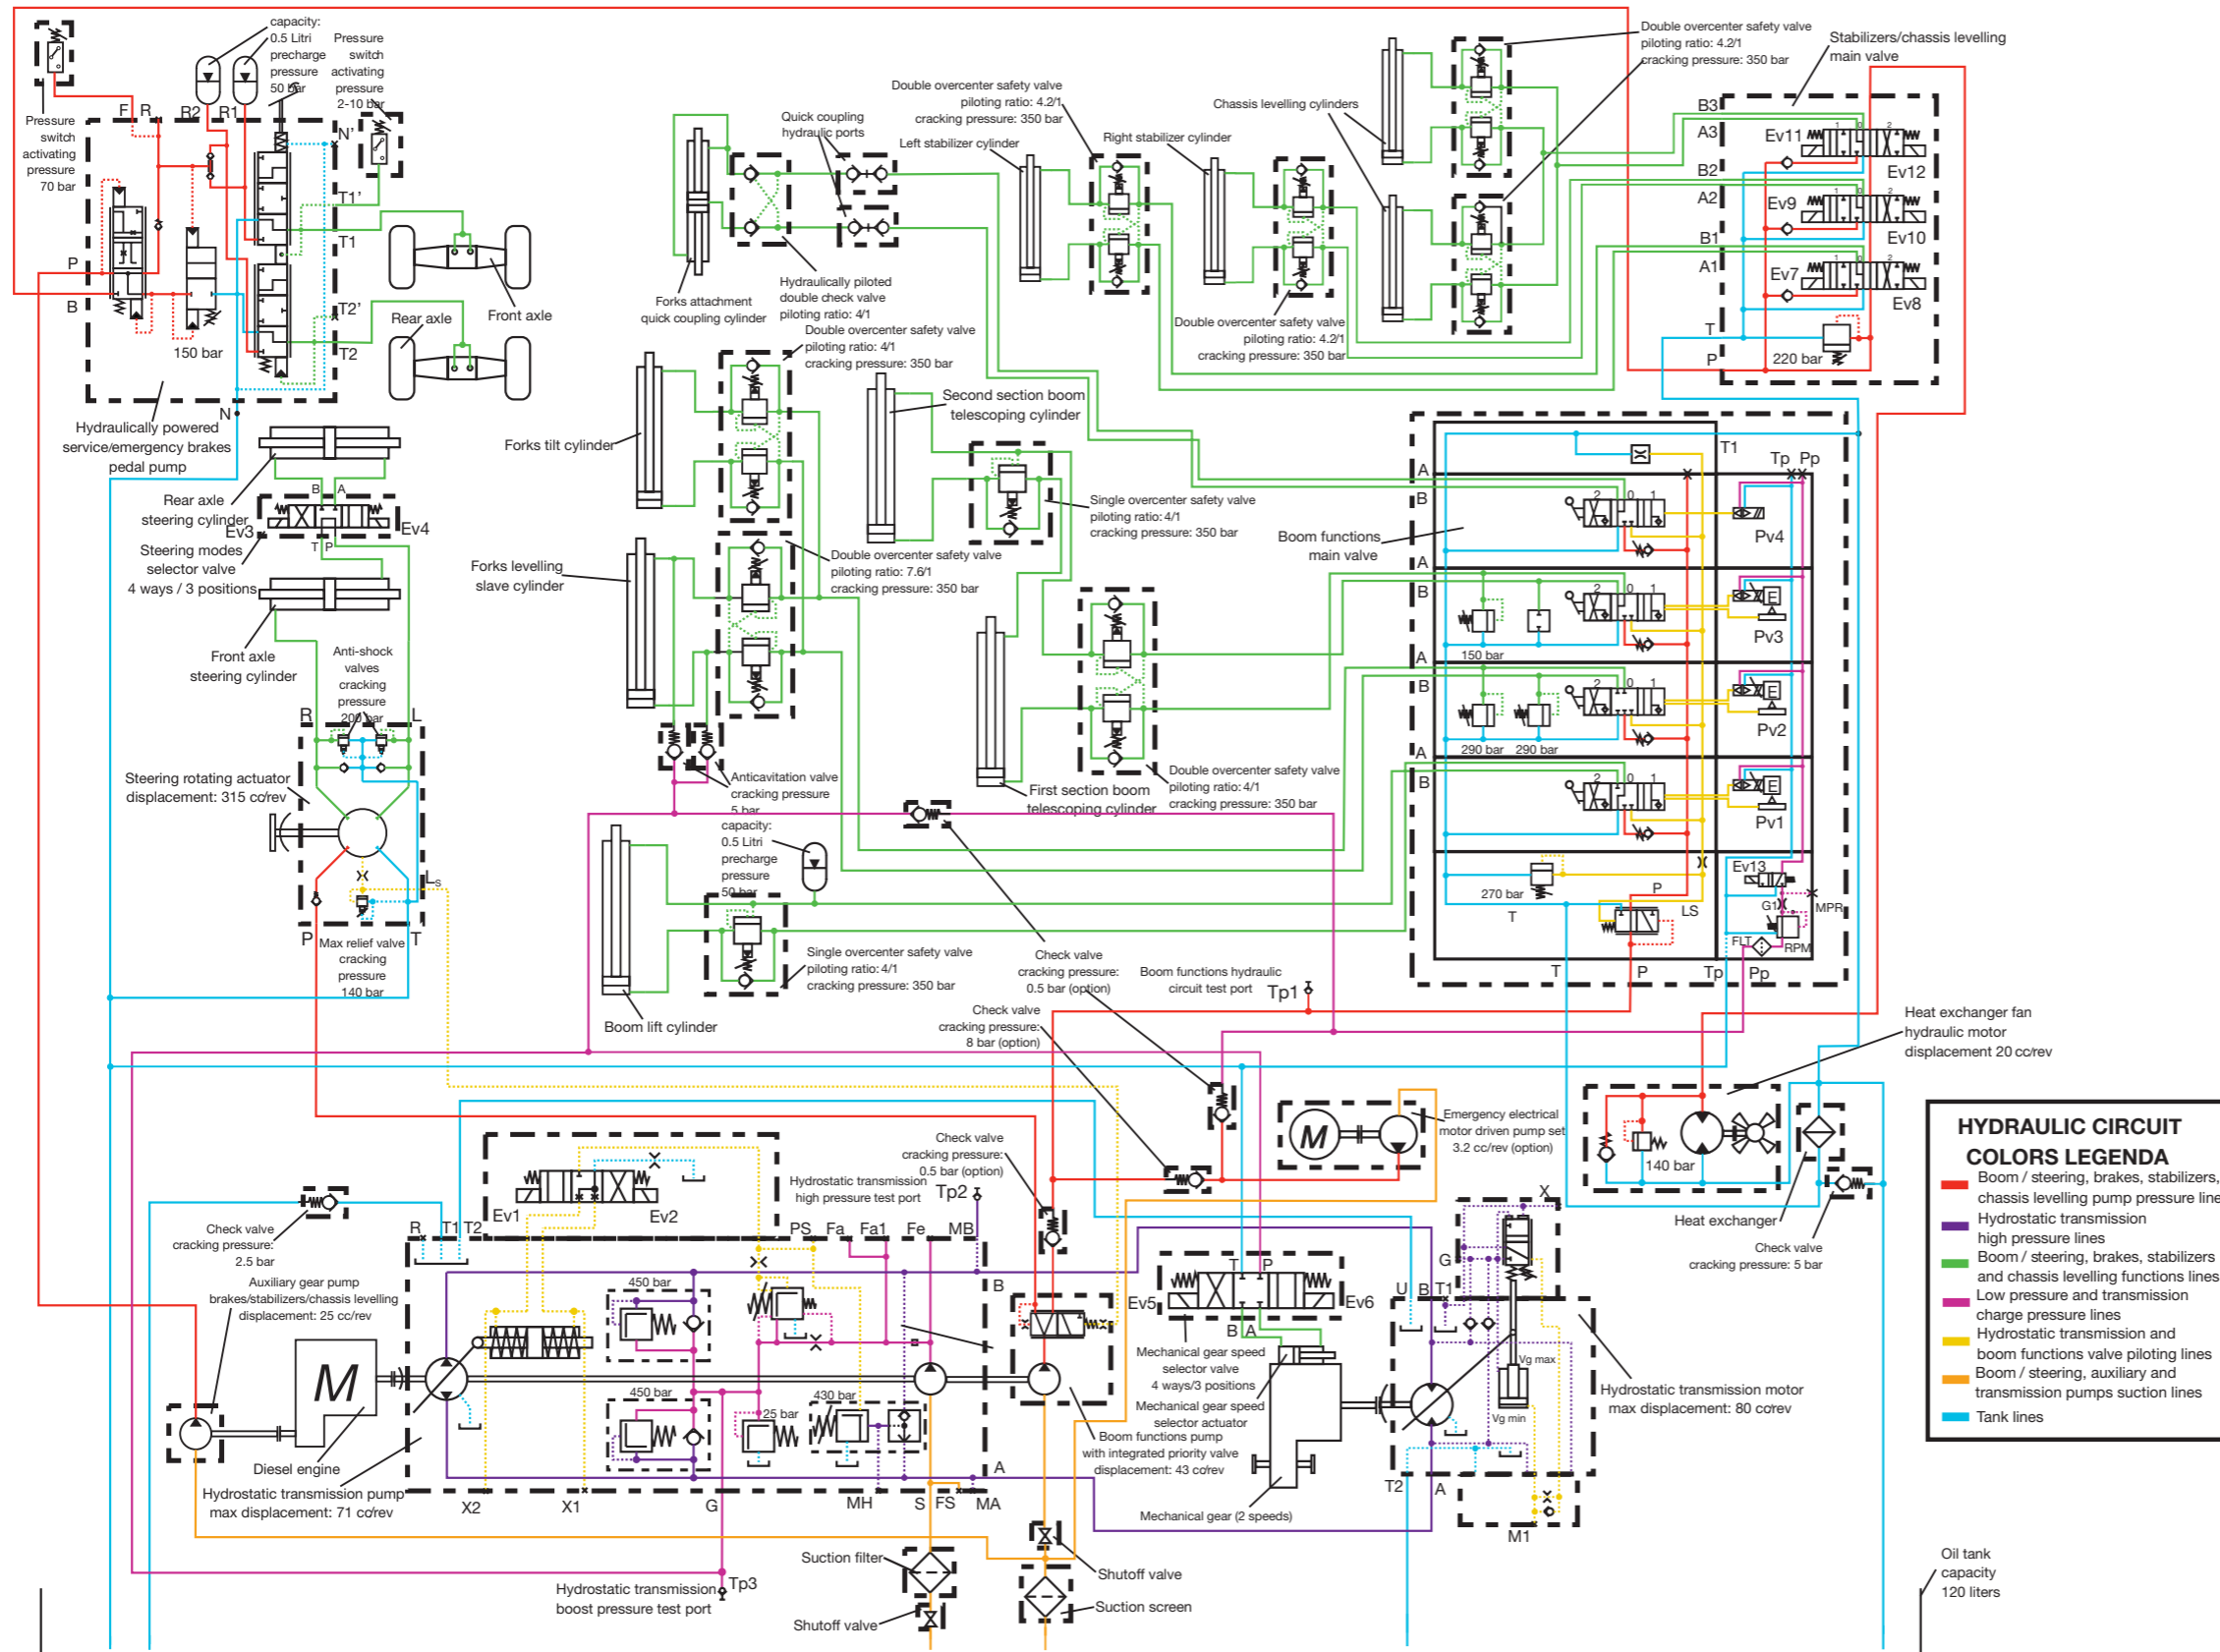 capacity:
0.5 Litri
precharge
pressure
50 bar
Pressure
switch
activating
pressure
2-10 bar
Pressure
switch
activating
pressure
70 bar
F
R
R2
R1
N'
T1'
T1
T2'
T2
P
B
N
150 bar
Hydraulically powered
service/emergency brakes
pedal pump
Front axle
Rear axle
Forks attachment
quick coupling cylinder
Quick coupling
hydraulic ports
Hydraulically piloted
double check valve
piloting ratio: 4/1
Double overcenter safety valve
piloting ratio: 4.2/1
cracking pressure: 350 bar
Left stabilizer cylinder
Right stabilizer cylinder
Double overcenter safety valve
piloting ratio: 4.2/1
cracking pressure: 350 bar
Chassis levelling cylinders
Double overcenter safety valve
piloting ratio: 4.2/1
cracking pressure: 350 bar
Stabilizers/chassis levelling
main valve
B3
A3
B2
A2
B1
A1
T
P
Ev11
1 0 2
Ev12
Ev9
1 0 2
Ev10
Ev7
1 0 2
Ev8
220 bar
Double overcenter safety valve
piloting ratio: 4/1
cracking pressure: 350 bar
Forks tilt cylinder
Second section boom
telescoping cylinder
Single overcenter safety valve
piloting ratio: 4/1
cracking pressure: 350 bar
Forks levelling
slave cylinder
Double overcenter safety valve
piloting ratio: 7.6/1
cracking pressure: 350 bar
First section boom
telescoping cylinder
Double overcenter safety valve
piloting ratio: 4/1
cracking pressure: 350 bar
Anticavitation valve
cracking pressure
5 bar
capacity:
0.5 Litri
precharge
pressure
50 bar
Single overcenter safety valve
piloting ratio: 4/1
cracking pressure: 350 bar
Boom lift cylinder
Rear axle
steering cylinder
B A
Ev3
Ev4
T P
Steering modes
selector valve
4 ways / 3 positions
Front axle
steering cylinder
Anti-shock
valves
cracking
pressure
200 bar
R
L
Steering rotating actuator
displacement: 315 cc/rev
Ls
P
T
Max relief valve
cracking
pressure
140 bar
Boom functions
main valve
T1
Tp Pp
A
B
2 0 1
Pv4
A
B
2 0 1
E
Pv3
150 bar
A
B
2 0 1
E
Pv2
290 bar
290 bar
A
B
2 0 1
E
Pv1
270 bar
T
P
LS
Ev13
G1
MPR
FLT
RPM
T
P
Tp
Pp
Check valve
cracking pressure:
0.5 bar (option)
Boom functions hydraulic
circuit test port
Tp1
Check valve
cracking pressure:
8 bar (option)
Heat exchanger fan
hydraulic motor
displacement 20 cc/rev
140 bar
Heat exchanger
Check valve
cracking pressure: 5 bar
M
Emergency electrical
motor driven pump set
3.2 cc/rev (option)
Check valve
cracking pressure:
0.5 bar (option)
Hydrostatic transmission
high pressure test port
Tp2
Ev1
Ev2
Check valve
cracking pressure:
2.5 bar
R
T1
T2
PS
Fa
Fa1
Fe
MB
B
Auxiliary gear pump
brakes/stabilizers/chassis levelling
displacement: 25 cc/rev
M
Diesel engine
Hydrostatic transmission pump
max displacement: 71 cc/rev
450 bar
450 bar
25 bar
430 bar
X2
X1
G
MH
S
FS
MA
A
Ev5
T
P
Ev6
B A
Mechanical gear speed
selector valve
4 ways/3 positions
Mechanical gear speed
selector actuator
Boom functions pump
with integrated priority valve
displacement: 43 cc/rev
Mechanical gear (2 speeds)
X
G
U
B
T1
Vg max
Vg min
T2
A
M1
Hydrostatic transmission motor
max displacement: 80 cc/rev
Suction filter
Shutoff valve
Shutoff valve
Suction screen
Hydrostatic transmission
boost pressure test port
Tp3
Oil tank
capacity
120 liters
HYDRAULIC CIRCUIT
COLORS LEGENDA
Boom / steering, brakes, stabilizers,
chassis levelling pump pressure line
Hydrostatic transmission
high pressure lines
Boom / steering, brakes, stabilizers
and chassis levelling functions lines
Low pressure and transmission
charge pressure lines
Hydrostatic transmission and
boom functions valve piloting lines
Boom / steering, auxiliary and
transmission pumps suction lines
Tank lines